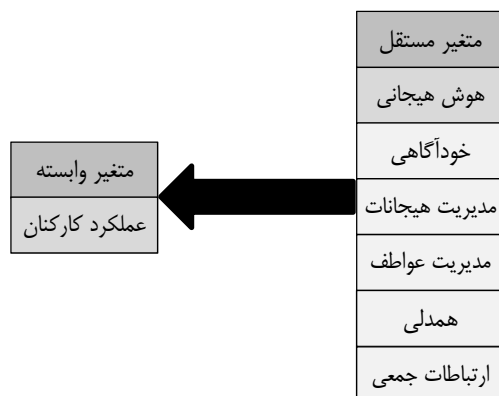 متغیر مستقل
هوش هیجانی
خودآگاهی
مدیریت هیجانات
مدیریت عواطف
همدلی
ارتباطات جمعی
متغیر وابسته
عملکرد کارکنان